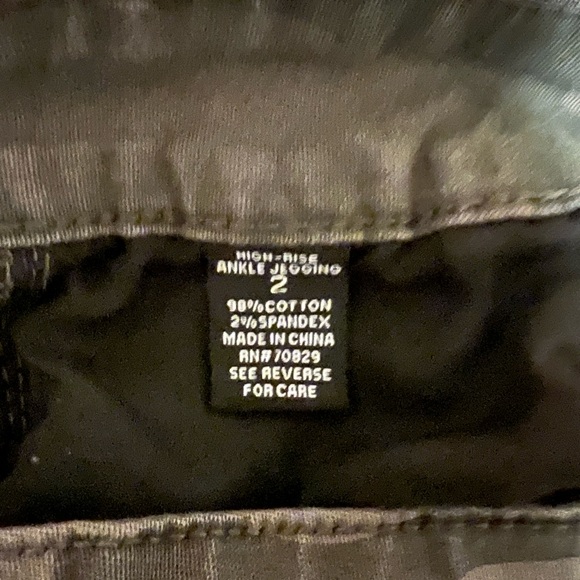 HIGH-RISE
ANKLE JEGGING
2
98%COTTON
2%SPANDEX
MADE IN CHINA
RN# 70829
SEE REVERSE
FOR CARE